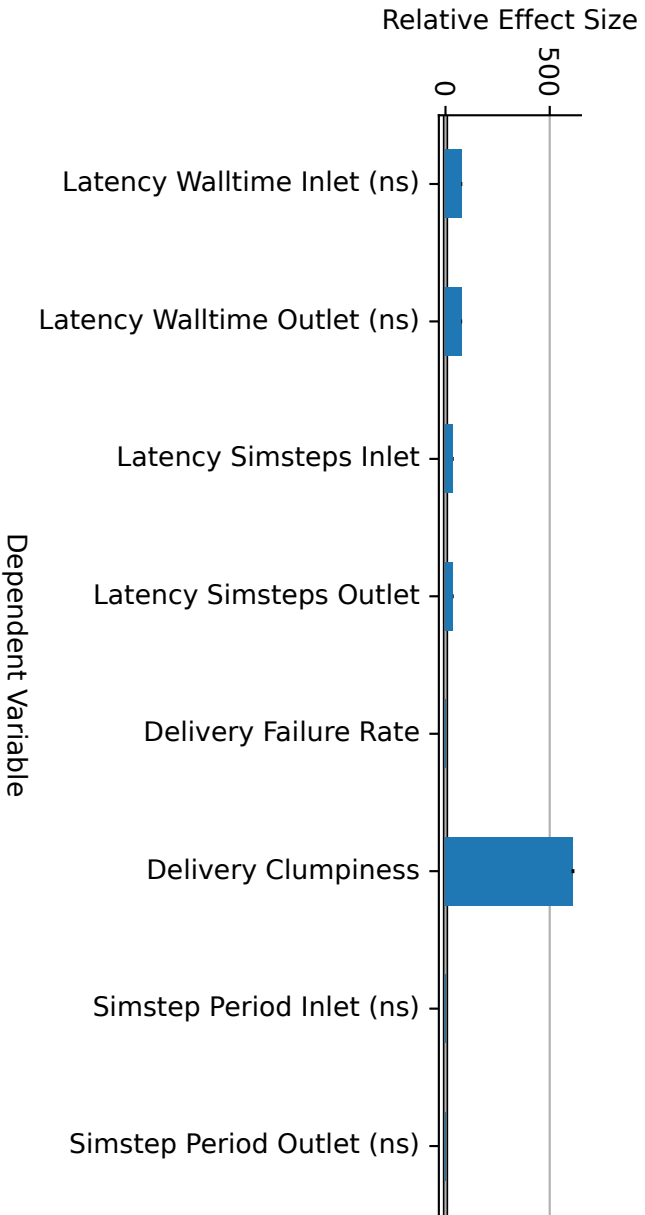 Relative Effect Size
0
500
Latency Walltime Inlet (ns)
Latency Walltime Outlet (ns)
Latency Simsteps Inlet
Latency Simsteps Outlet
Delivery Failure Rate
Delivery Clumpiness
Simstep Period Inlet (ns)
Simstep Period Outlet (ns)
Dependent Variable